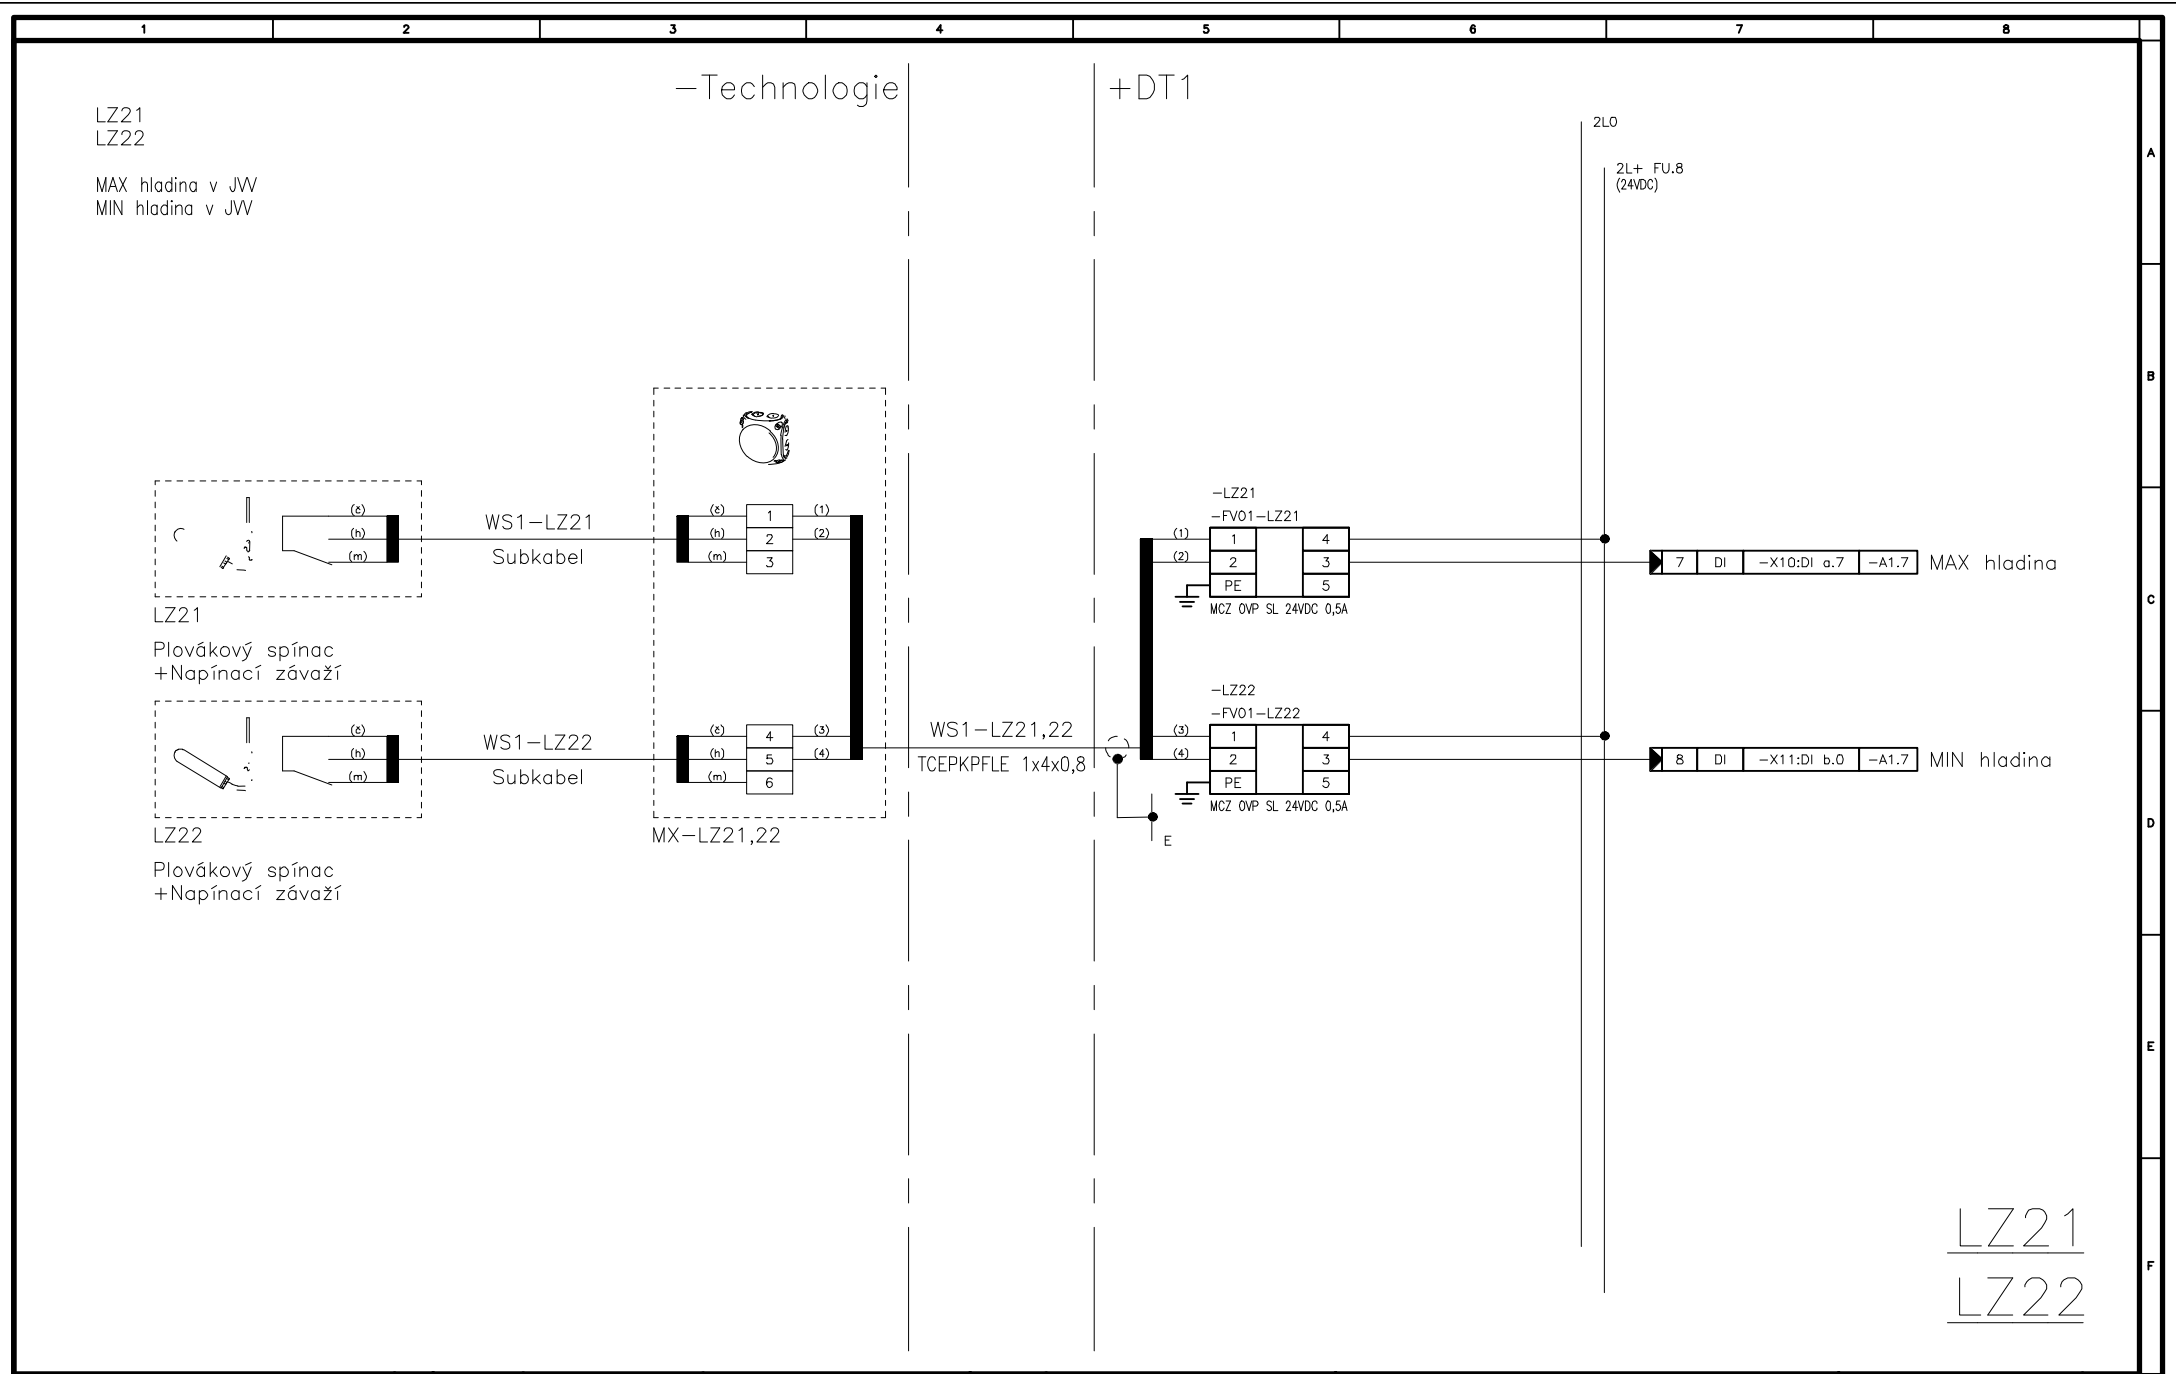 1 2 3 4 5 6 7 8
-Technologie
+DT1
LZ21
LZ22
MAX hladina v JVV
MIN hladina v JVV
2L0
2L+ FU.8
(24VDC)
A
B
C
D
E
F
(č)
(h)
(m)
LZ21
Plovákový spínac
+Napínací závaží
WS1-LZ21
Subkabel
(č) 1 (1)
(h) 2 (2)
(m) 3
-LZ21
-FV01-LZ21
(1) 1 4
(2) 2 3
PE 5
MCZ OVP SL 24VDC 0,5A
7 DI -X10:DI a.7 -A1.7 MAX hladina
(č)
(h)
(m)
LZ22
Plovákový spínac
+Napínací závaží
WS1-LZ22
Subkabel
(č) 4 (3)
(h) 5 (4)
(m) 6
MX-LZ21,22
WS1-LZ21,22
TCEPKPFLE 1x4x0,8
E
-LZ22
-FV01-LZ22
(3) 1 4
(4) 2 3
PE 5
MCZ OVP SL 24VDC 0,5A
8 DI -X11:DI b.0 -A1.7 MIN hladina
LZ21
LZ22